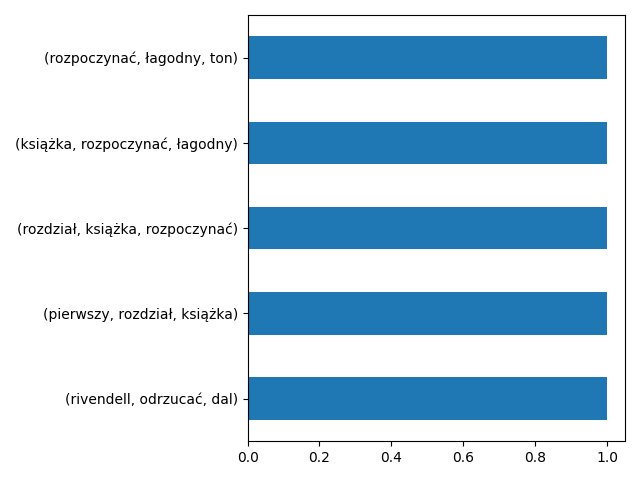 (rozpoczynać, łagodny, ton)
(książka, rozpoczynać, łagodny)
(rozdział, książka, rozpoczynać)
(pierwszy, rozdział, książka)
(rivendell, odrzucać, dal)
0.0 0.2 0.4 0.6 0.8 1.0